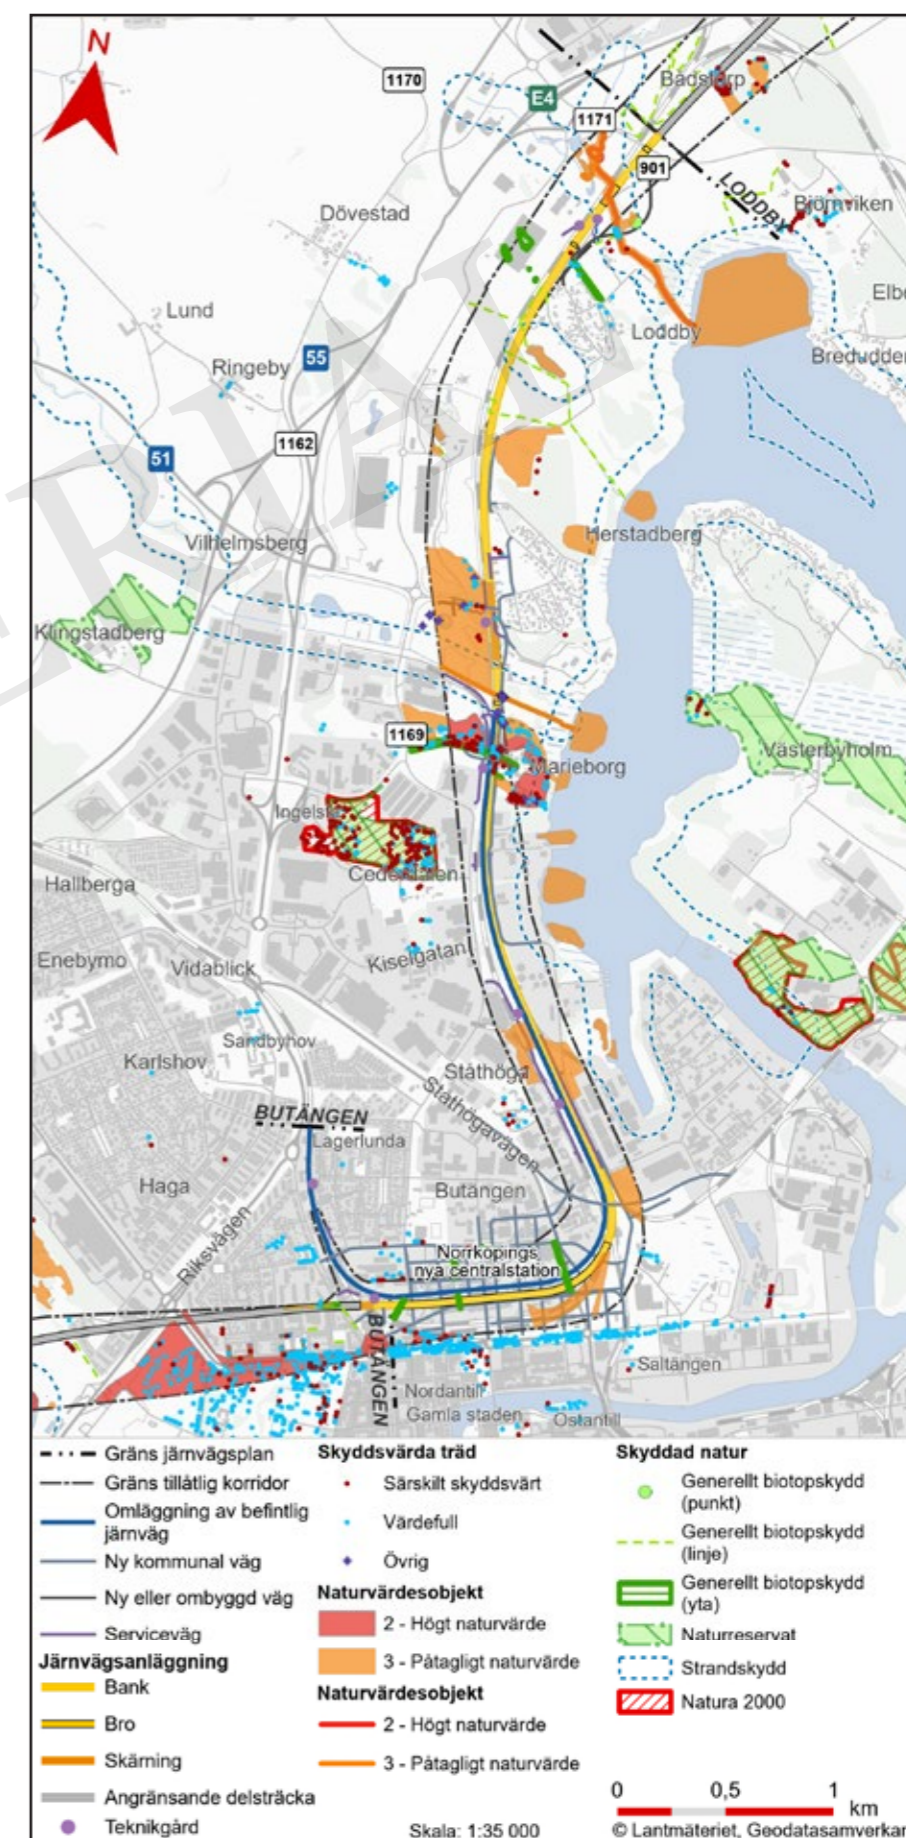 N
1170
E4
Badstorp
1171
901
LODDBY
Björnviken
Dövestad
Lund
Elbo
Loddby
55
Ringeby
Bredudden
1162
51
Herstadberg
Vilhelmsberg
Klingstadberg
1169
Västerbyholm
Marieborg
Ingelsta
Cederdalen
Hallberga
Kiselgatan
Enebymo
Vidablick
Sandbyhov
Karlshov
Ståthöga
BUTÄNGEN
Ståthögavägen
Lagerlunda
Haga
Butängen
Riksvägen
Norrköpings
nya centralstation
BUTÄNGEN
Saltängen
Nordantill
Gamla staden
Östantill
ERIAL
Gräns järnvägsplan
Gräns tillåtlig korridor
Omläggning av befintlig
järnväg
Ny kommunal väg
Ny eller ombyggd väg
Serviceväg
Järnvägsanläggning
Bank
Bro
Skärning
Angränsande delsträcka
Teknikgård
Skyddsvärda träd
Särskilt skyddsvärt
Värdefull
Övrig
Naturvärdesobjekt
2 - Högt naturvärde
3 - Påtagligt naturvärde
Naturvärdesobjekt
2 - Högt naturvärde
3 - Påtagligt naturvärde
Skala: 1:35 000
Skyddad natur
Generellt biotopskydd
(punkt)
Generellt biotopskydd
(linje)
Generellt biotopskydd
(yta)
Naturreservat
Strandskydd
Natura 2000
0 0,5 1
km
© Lantmäteriet, Geodatasamverkan